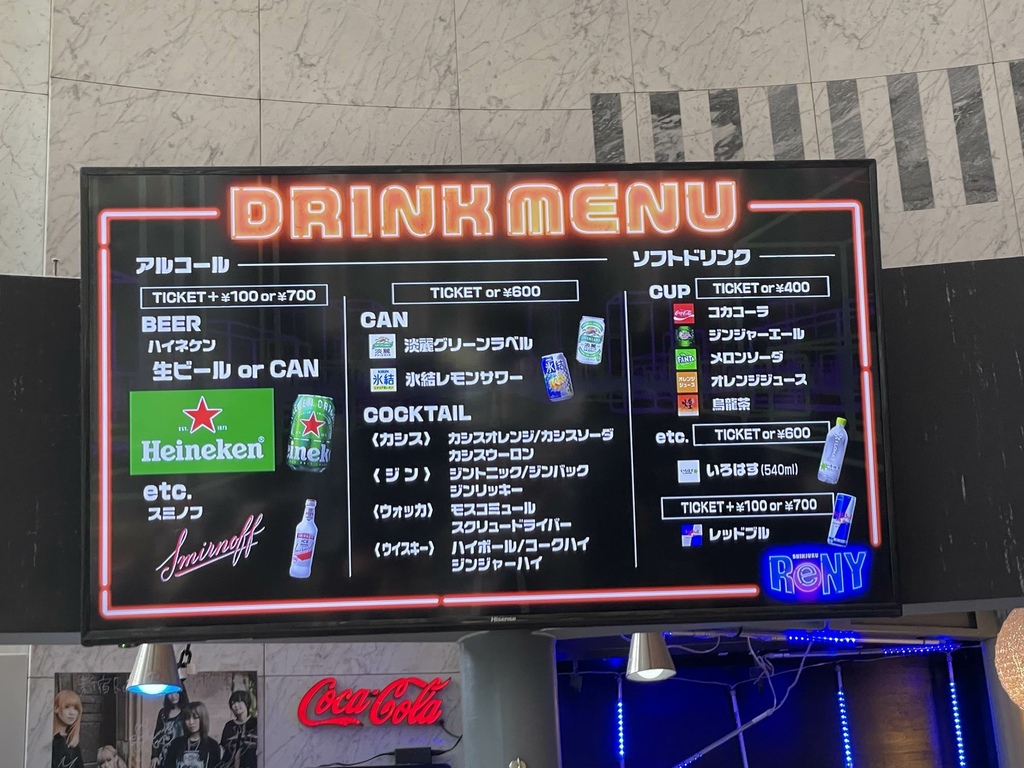 DRINK MENU
アルコール
TICKET+¥100 or ¥700
BEER
ハイネケン
生ビール or CAN
EST. 1873
Heineken®
etc.
スミノフ
Smirnoff
TICKET or ¥600
CAN
淡麗グリーンラベル
氷結
氷結レモンサワー
COCKTAIL
〈カシス〉 カシスオレンジ/カシスソーダ
カシスウーロン
〈ジン〉 ジントニック/ジンバック
ジンリッキー
〈ウォッカ〉 モスコミュール
スクリュードライバー
〈ウイスキー〉 ハイボール/コークハイ
ジンジャーハイ
ソフトドリンク
CUP TICKET or ¥400
コカコーラ
ジンジャーエール
FANTA メロンソーダ
オレンジジュース
烏龍茶
etc. TICKET or ¥600
いろはす(540ml)
TICKET+¥100 or ¥700
レッドブル
SHINJUKU
ReNY
Hisense
Coca-Cola